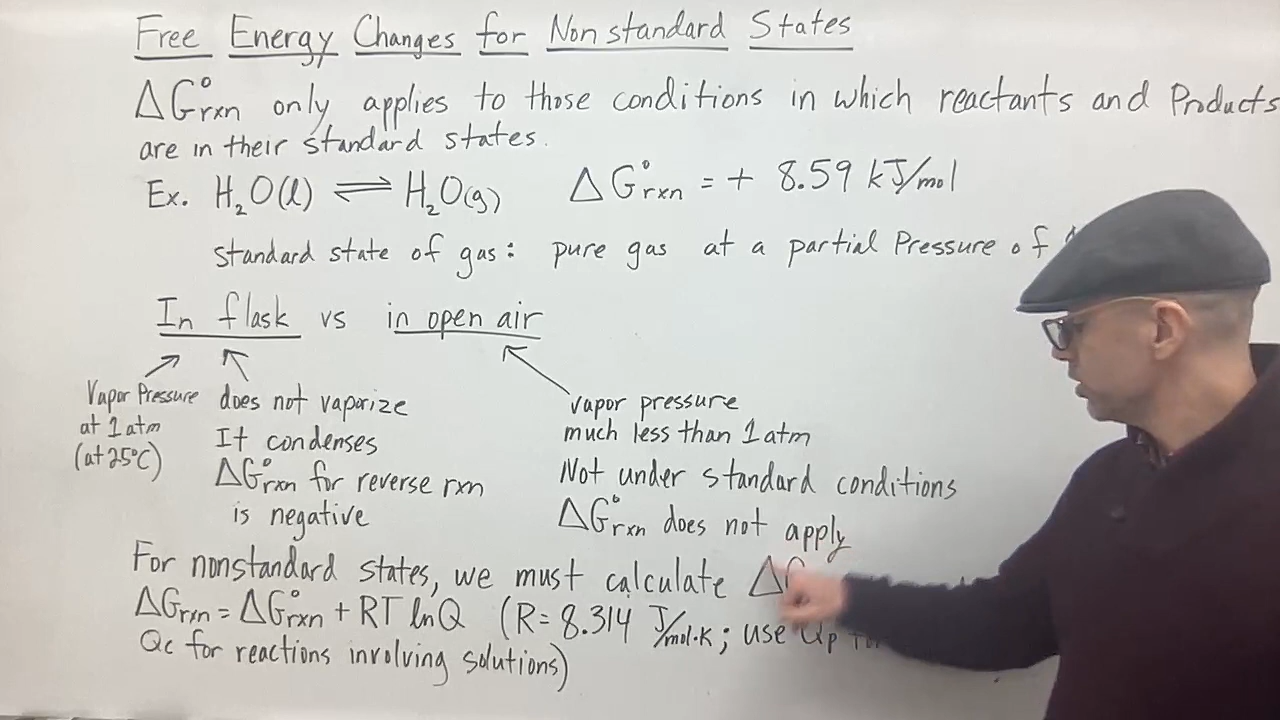 Free Energy Changes for Nonstandard States
ΔG°rxn only applies to those conditions in which reactants and Products
are in their standard states.
Ex. H₂O(l) ⇌ H₂O(g) ΔG°rxn = + 8.59 kJ/mol
standard state of gas: pure gas at a partial Pressure of
In flask vs in open air
Vapor Pressure
at 1 atm
(at 25°C)
does not vaporize
It condenses
ΔG°rxn for reverse rxn
is negative
vapor pressure
much less than 1 atm
Not under standard conditions
ΔG°rxn does not apply
For nonstandard states, we must calculate ΔG
ΔGrxn = ΔG°rxn + RT lnQ (R = 8.314 J/mol·K; use Qp for
Qc for reactions involving solutions)